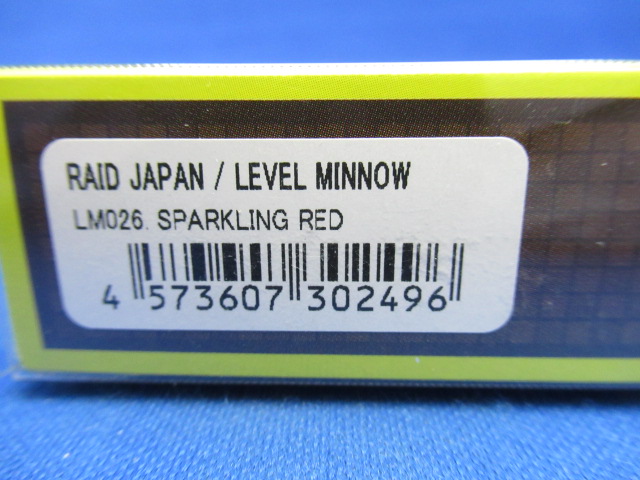 RAID JAPAN / LEVEL MINNOW
LM026. SPARKLING RED
4 573607 302496